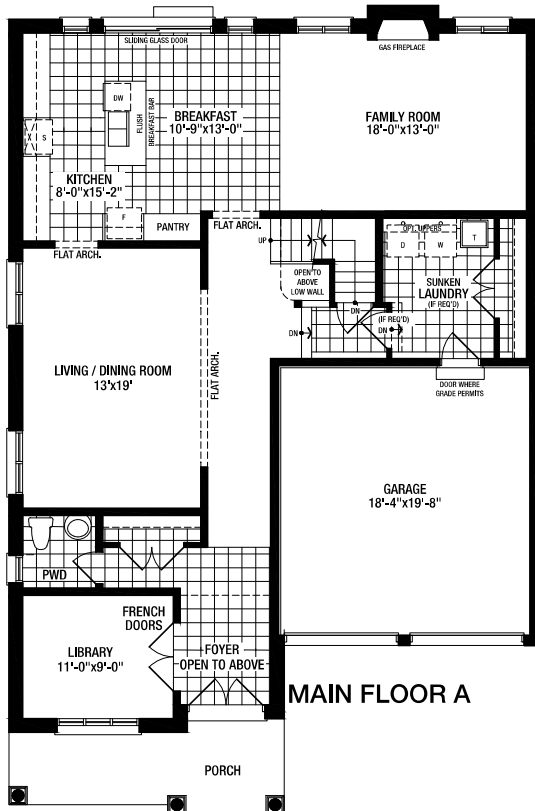 SLIDING GLASS DOOR
GAS FIREPLACE
DW
FLUSH
BREAKFAST BAR
BREAKFAST
10'-9"x13'-0"
FAMILY ROOM
18'-0"x13'-0"
S
KITCHEN
8'-0"x15'-2"
F
PANTRY
FLAT ARCH.
FLAT ARCH.
UP
OPT. UPPERS
D
W
T
OPEN TO
ABOVE
LOW WALL
SUNKEN
LAUNDRY
(IF REQ'D)
DN
(IF REQ'D)
DN
DN
LIVING / DINING ROOM
13'x19'
FLAT ARCH.
DOOR WHERE
GRADE PERMITS
GARAGE
18'-4"x19'-8"
PWD
FRENCH
DOORS
LIBRARY
11'-0"x9'-0"
FOYER
OPEN TO ABOVE
MAIN FLOOR A
PORCH